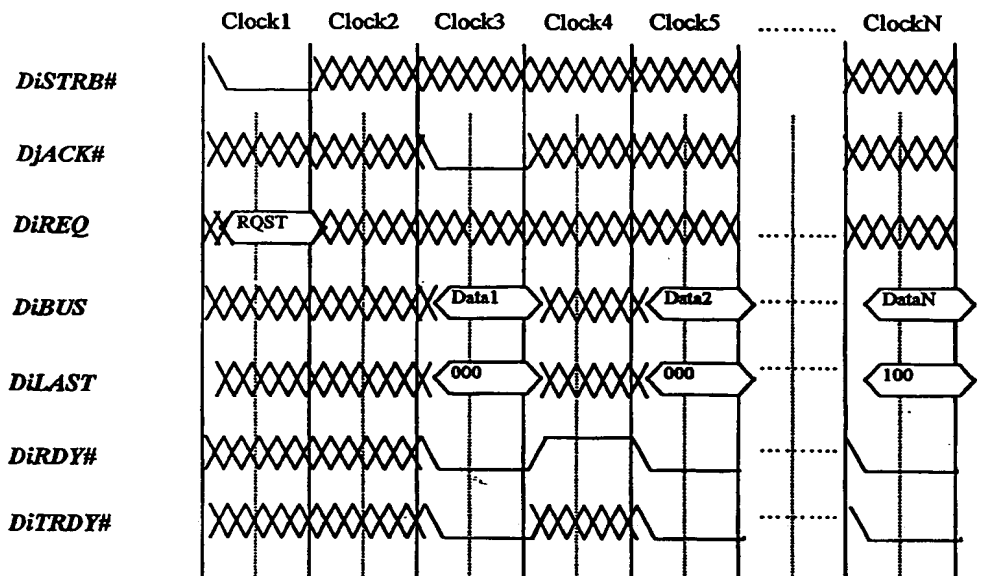 Clock1 Clock2 Clock3 Clock4 Clock5 ......... ClockN
DiSTRB#
DjACK#
DiREQ RQST
DiBUS Data1 Data2 DataN
DiLAST 000 000 100
DiRDY#
DiTRDY#